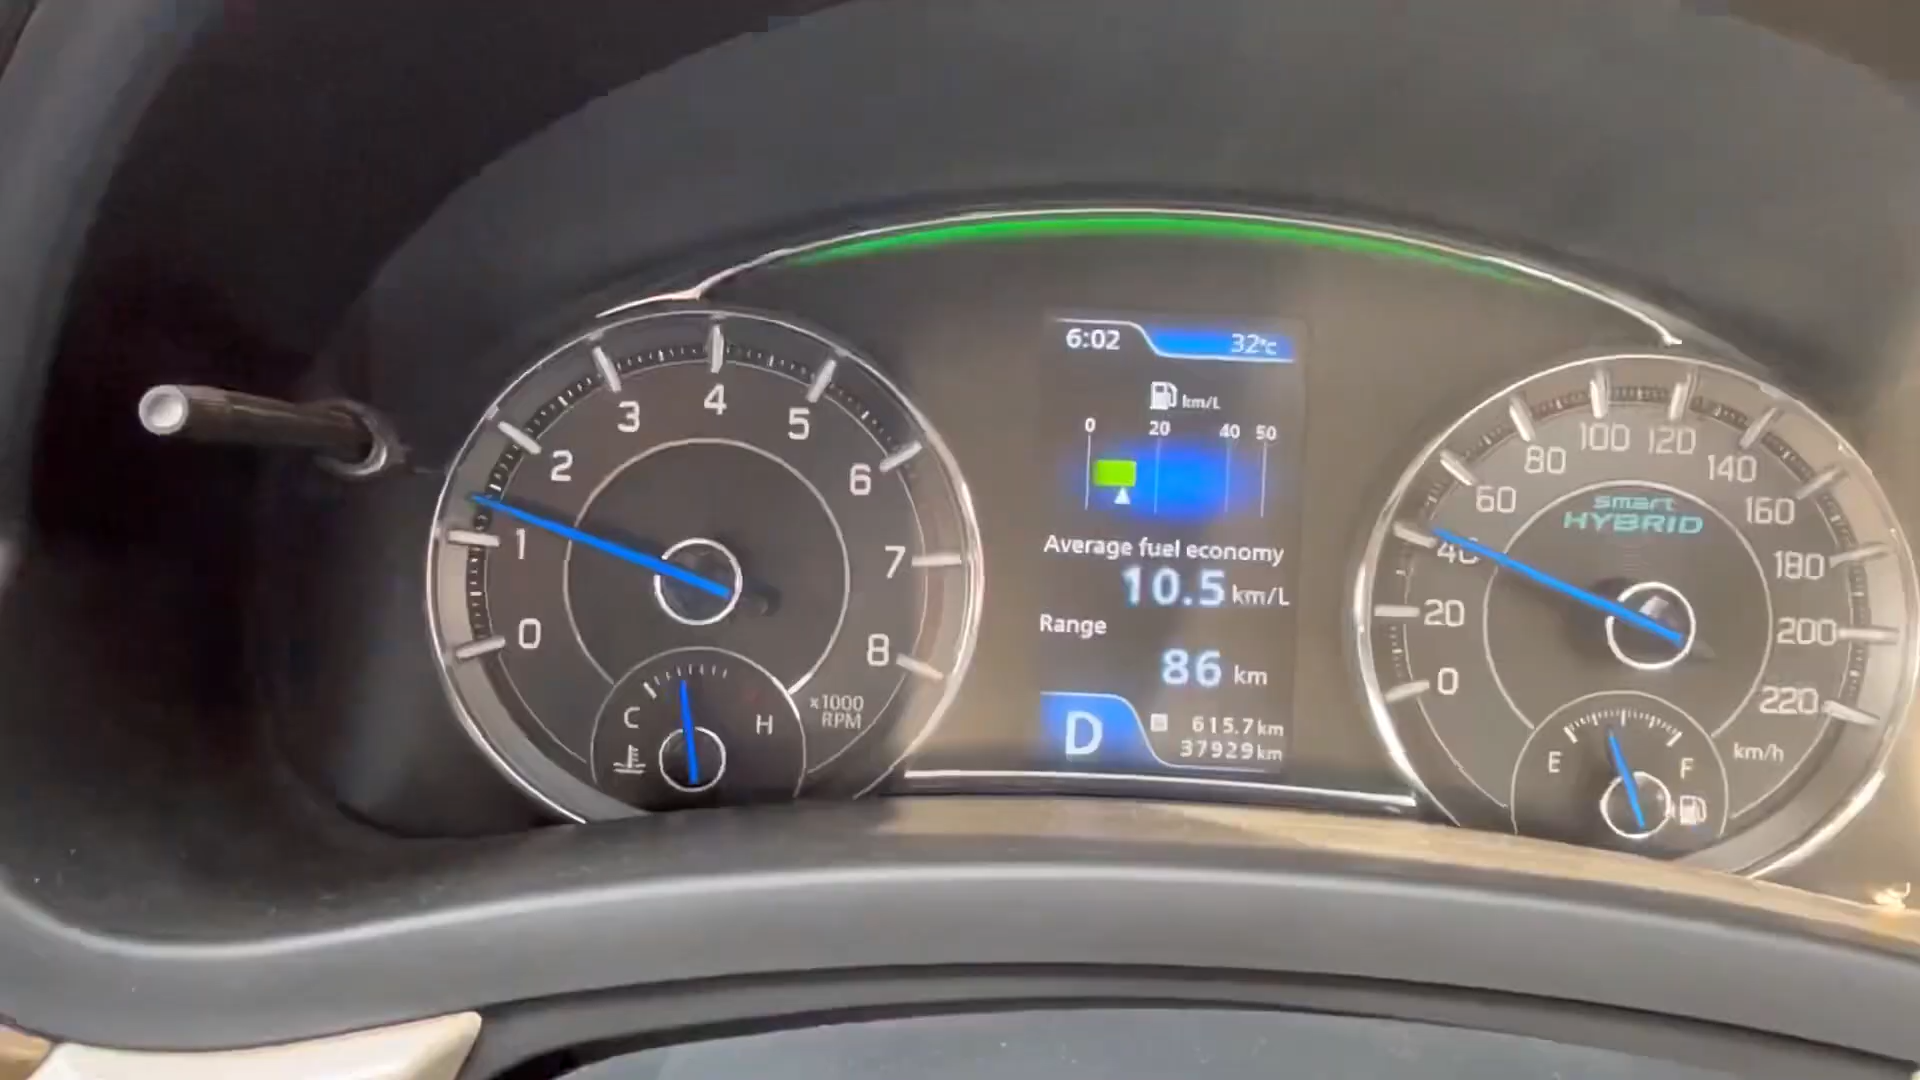 6:02
32°C
km/L
0 20 40 50
Average fuel economy
10.5 km/L
Range
86 km
D
615.7 km
37929 km
0 1 2 3 4 5 6 7 8
x1000
RPM
C H
0 20 40 60 80 100 120 140 160 180 200 220
smart
HYBRID
km/h
E F